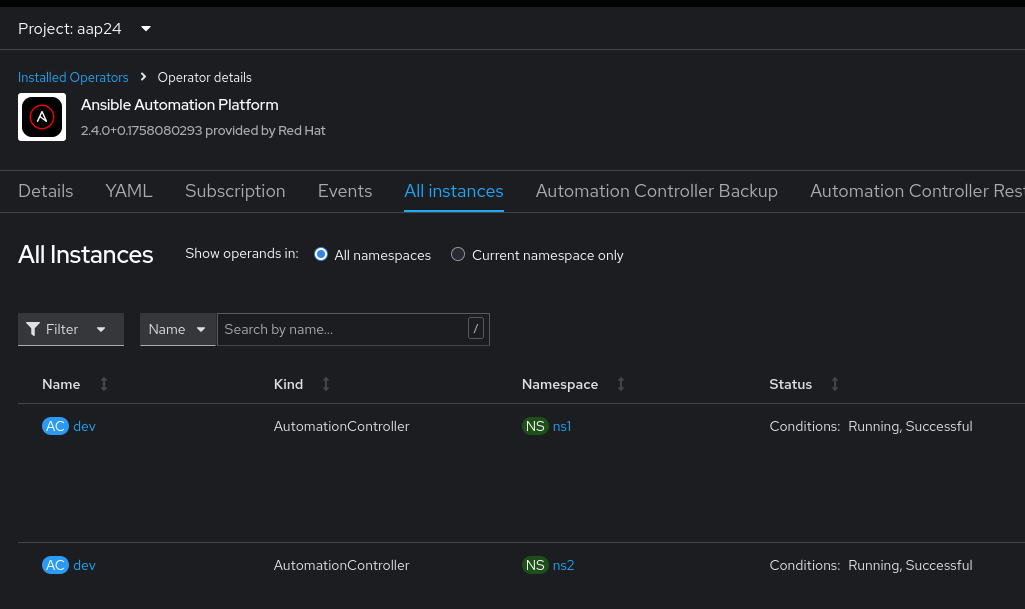 Project: aap24
Installed Operators > Operator details
Ansible Automation Platform
2.4.0+0.1758080293 provided by Red Hat
Details YAML Subscription Events All instances Automation Controller Backup Automation Controller Res
All Instances Show operands in: All namespaces Current namespace only
Filter Name Search by name... /
Name Kind Namespace Status
AC dev AutomationController NS ns1 Conditions: Running, Successful
AC dev AutomationController NS ns2 Conditions: Running, Successful